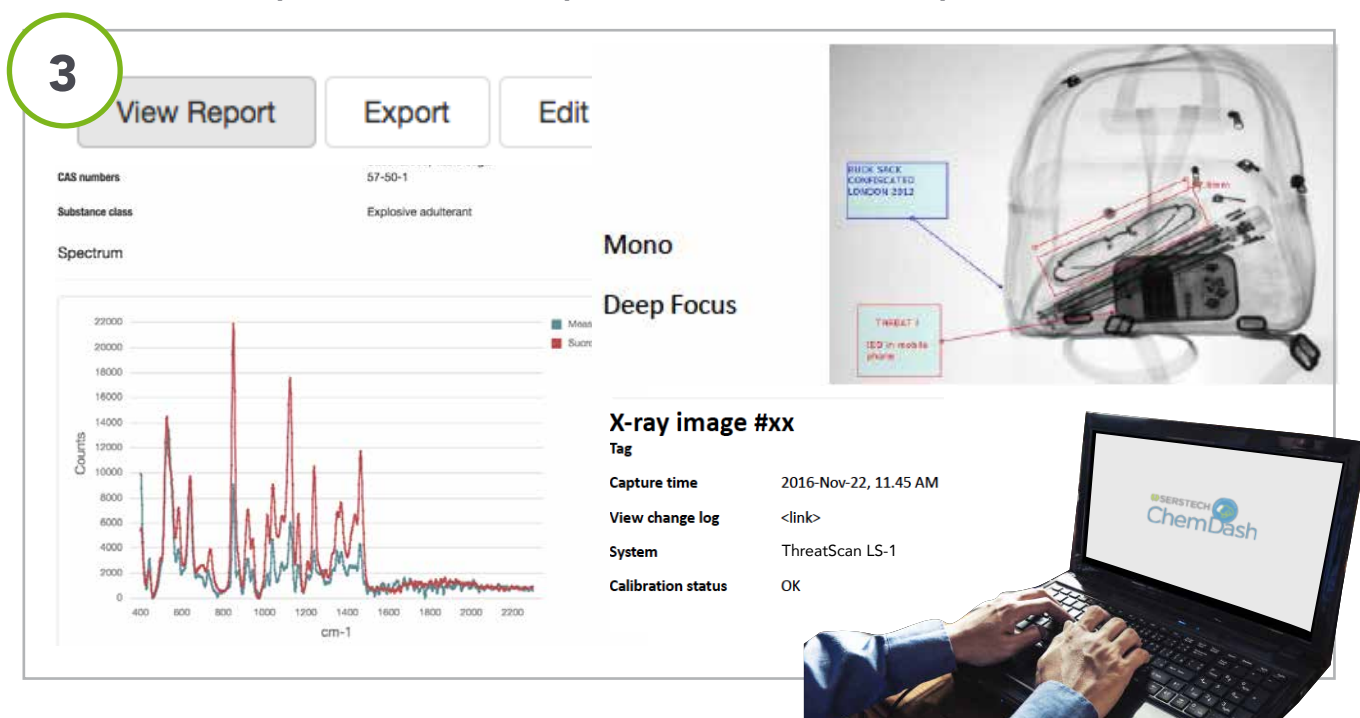 3
View Report
Export
Edit
CAS numbers
57-50-1
Substance class
Explosive adulterant
Spectrum
22000
20000
18000
16000
14000
12000
10000
8000
6000
4000
2000
0
Counts
400 600 800 1000 1200 1400 1600 1800 2000 2200
cm-1
Meas
Sucro
Mono
Deep Focus
RUCK SACK
CONFISCATED
LONDON 2012
THREAT !
IED in mobile
phone
X-ray image #xx
Tag
Capture time 2016-Nov-22, 11.45 AM
View change log <link>
System ThreatScan LS-1
Calibration status OK
SERSTECH
ChemDash